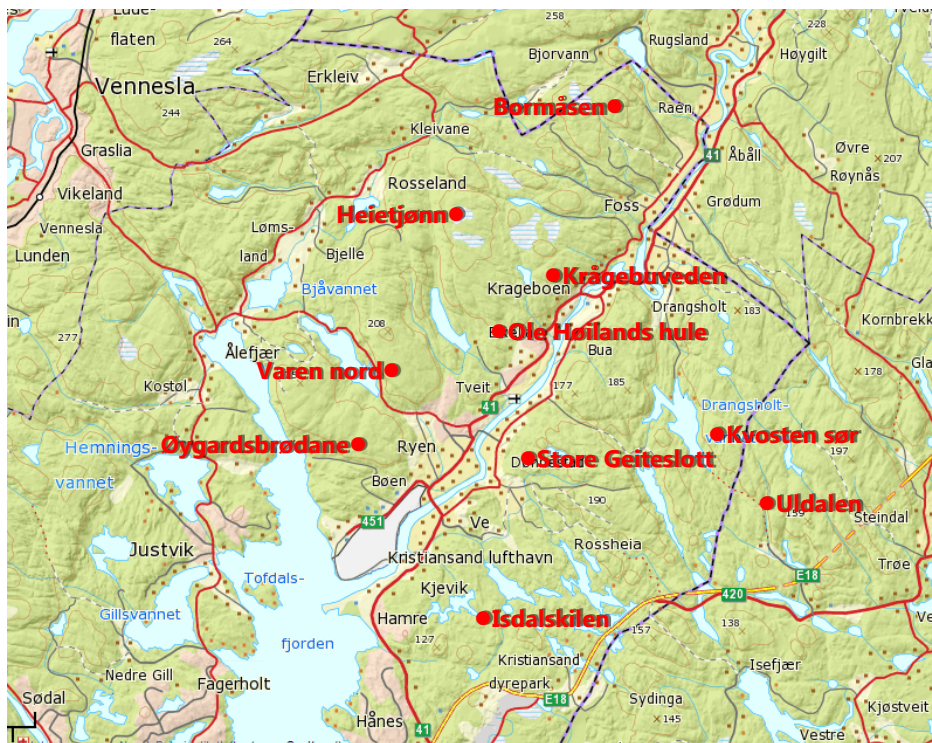 Lude-
flaten
264
258
Rugsland
228
Tveide
Bjorvann
Høygilt
Erkleiv
Vennesla
244
Bormåsen
Raen
Kleivane
Graslia
41
Åbåll
Øvre
207
Røynås
Vikeland
Rosseland
Foss
Grødum
Vennesla
Heietjønn
Lunden
Løms-
land
Bjelle
Krageboen
Krågebuveden
Bjåvannet
Drangsholt
183
Kornbrekk
277
208
Ole Høilands hule
Bua
Ålefjær
Varen nord
178
Kostøl
Tveit
177
185
41
Drangsholt-
Hemnings-
vannet
Øygardsbrødane
Ryen
Kvosten sør
197
Store Geiteslott
Bøen
190
Uldalen
159
Steindal
451
Ve
Justvik
Kristiansand lufthavn
Rossheia
Trøe
Tofdals-
Kjevik
E18
420
Gillsvannet
Hamre
Isdalskilen
127
157
138
fjorden
Kristiansand
dyrepark
Isefjær
Nedre Gill
Fagerholt
E18
Sødal
Sydinga
145
Kjøstveit
Hånes
41
Vestre